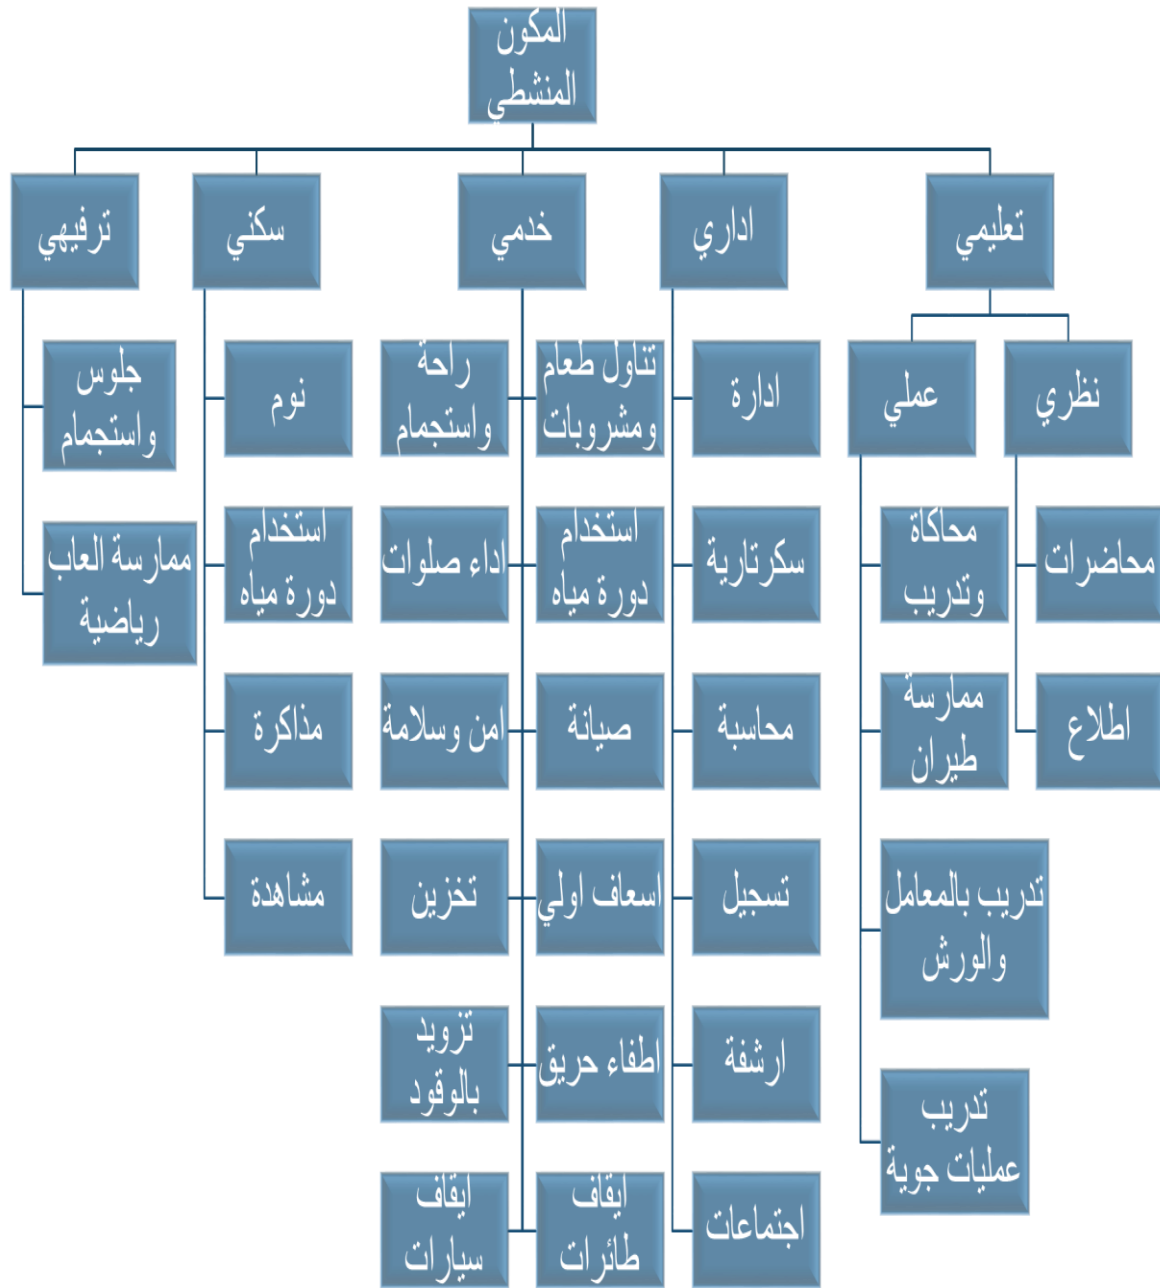 المكون
المنشطي
تعليمي
اداري
خدمي
سكني
ترفيهي
نظري
محاضرات
اطلاع
عملي
محاكاة
وتدريب
ممارسة
طيران
تدريب بالمعامل
والورش
تدريب
عمليات جوية
ادارة
سكرتارية
محاسبة
تسجيل
ارشفة
اجتماعات
تناول طعام
ومشروبات
راحة
واستجمام
استخدام
دورة مياه
اداء صلوات
صيانة
امن وسلامة
اسعاف اولي
تخزين
اطفاء حريق
تزويد
بالوقود
ايقاف
طائرات
ايقاف
سيارات
نوم
استخدام
دورة مياه
مذاكرة
مشاهدة
جلوس
واستجمام
ممارسة العاب
رياضية